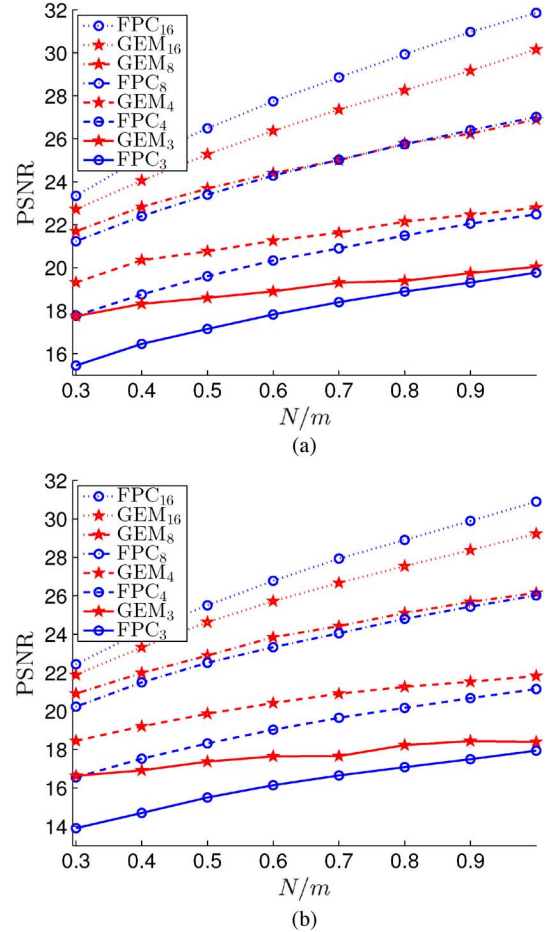 32
30
28
26
24
22
20
18
16
PSNR
FPC16
GEM16
GEM8
FPC8
GEM4
FPC4
GEM3
FPC3
0.3 0.4 0.5 0.6 0.7 0.8 0.9
N/m
(a)
32
30
28
26
24
22
20
18
16
14
PSNR
FPC16
GEM16
GEM8
FPC8
GEM4
FPC4
GEM3
FPC3
0.3 0.4 0.5 0.6 0.7 0.8 0.9
N/m
(b)